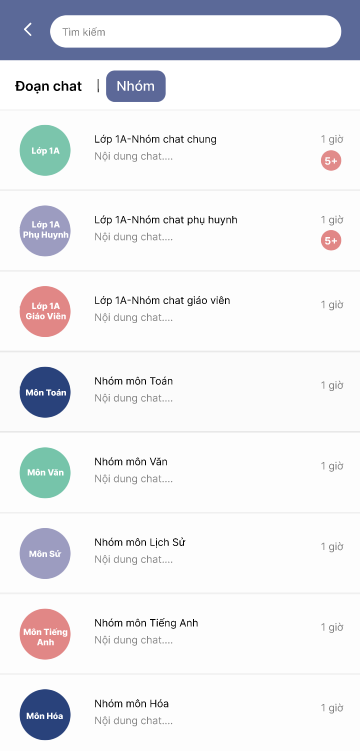 Tìm kiếm
Đoạn chat | Nhóm
Lớp 1A
Lớp 1A-Nhóm chat chung
Nội dung chat....
1 giờ
5+
Lớp 1A
Phụ Huynh
Lớp 1A-Nhóm chat phụ huynh
Nội dung chat....
1 giờ
5+
Lớp 1A
Giáo Viên
Lớp 1A-Nhóm chat giáo viên
Nội dung chat....
1 giờ
Môn Toán
Nhóm môn Toán
Nội dung chat....
1 giờ
Môn Văn
Nhóm môn Văn
Nội dung chat....
1 giờ
Môn Sử
Nhóm môn Lịch Sử
Nội dung chat....
1 giờ
Môn Tiếng
Anh
Nhóm môn Tiếng Anh
Nội dung chat....
1 giờ
Môn Hóa
Nhóm môn Hóa
Nội dung chat....
1 giờ